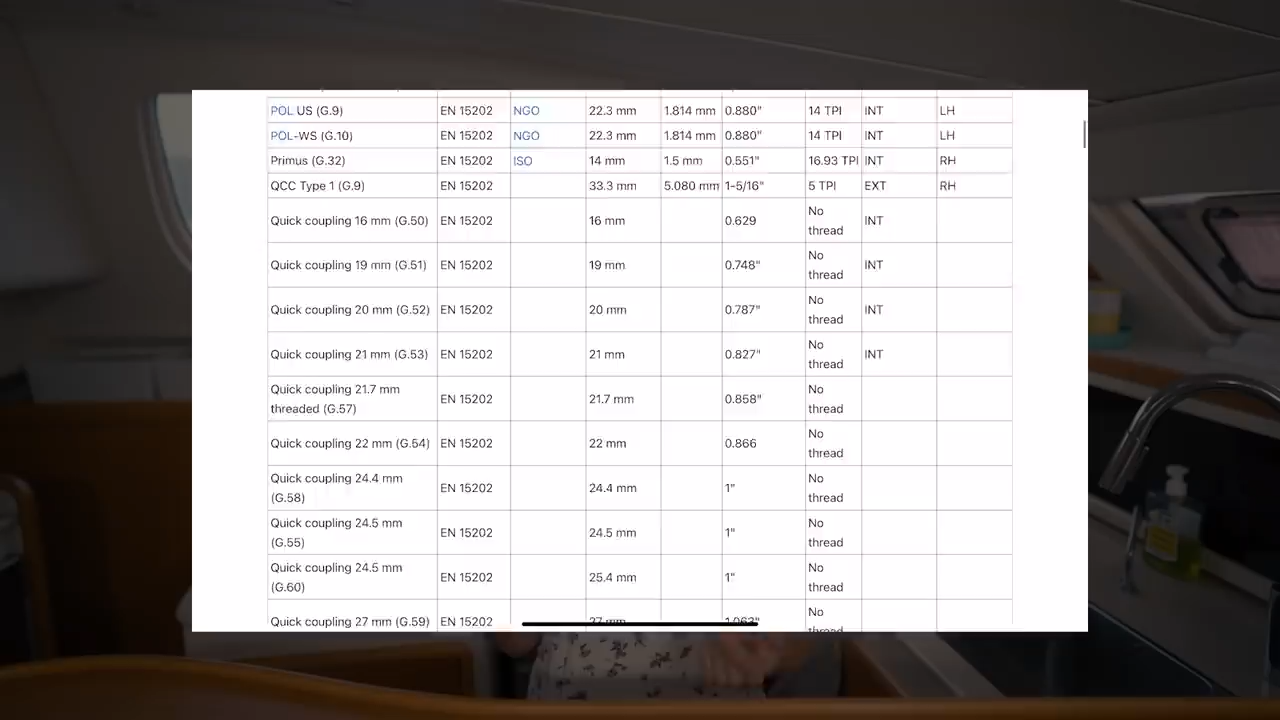 POL US (G.9) EN 15202 NGO 22.3 mm 1.814 mm 0.880" 14 TPI INT LH
POL-WS (G.10) EN 15202 NGO 22.3 mm 1.814 mm 0.880" 14 TPI INT LH
Primus (G.32) EN 15202 ISO 14 mm 1.5 mm 0.551" 16.93 TPI INT RH
QCC Type 1 (G.9) EN 15202 33.3 mm 5.080 mm 1-5/16" 5 TPI EXT RH
Quick coupling 16 mm (G.50) EN 15202 16 mm 0.629 No thread INT
Quick coupling 19 mm (G.51) EN 15202 19 mm 0.748" No thread INT
Quick coupling 20 mm (G.52) EN 15202 20 mm 0.787" No thread INT
Quick coupling 21 mm (G.53) EN 15202 21 mm 0.827" No thread INT
Quick coupling 21.7 mm threaded (G.57) EN 15202 21.7 mm 0.858" No thread
Quick coupling 22 mm (G.54) EN 15202 22 mm 0.866 No thread
Quick coupling 24.4 mm (G.58) EN 15202 24.4 mm 1" No thread
Quick coupling 24.5 mm (G.55) EN 15202 24.5 mm 1" No thread
Quick coupling 24.5 mm (G.60) EN 15202 25.4 mm 1" No thread
Quick coupling 27 mm (G.59) EN 15202 27 mm 1.063" No thread